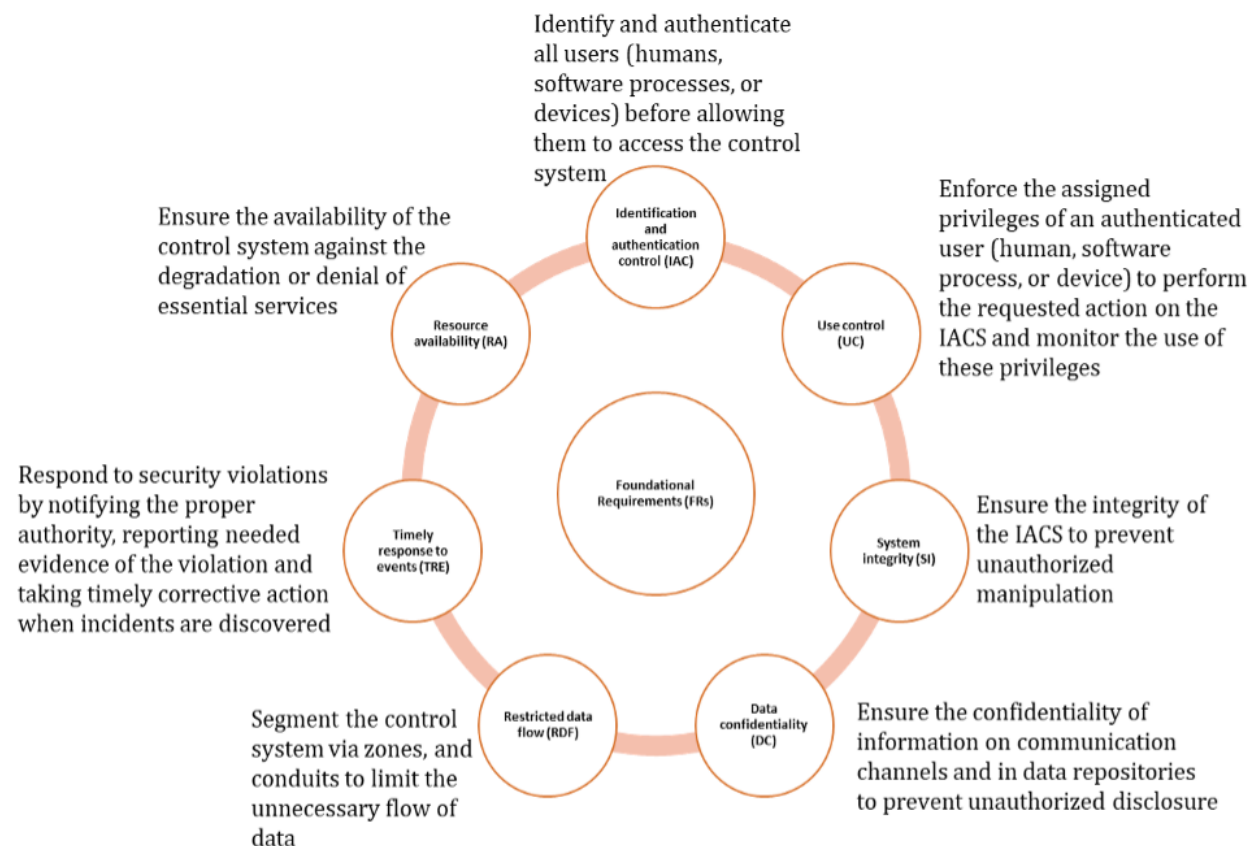 Identify and authenticate
all users (humans,
software processes, or
devices) before allowing
them to access the control
system
Identification
and
authentication
control (IAC)
Enforce the assigned
privileges of an authenticated
user (human, software
process, or device) to perform
the requested action on the
IACS and monitor the use of
these privileges
Use control
(UC)
Ensure the integrity of
the IACS to prevent
unauthorized
manipulation
System
integrity (SI)
Ensure the confidentiality of
information on communication
channels and in data repositories
to prevent unauthorized disclosure
Data
confidentiality
(DC)
Segment the control
system via zones, and
conduits to limit the
unnecessary flow of
data
Restricted data
flow (RDF)
Respond to security violations
by notifying the proper
authority, reporting needed
evidence of the violation and
taking timely corrective action
when incidents are discovered
Timely
response to
events (TRE)
Ensure the availability of the
control system against the
degradation or denial of
essential services
Resource
availability (RA)
Foundational
Requirements (FRs)